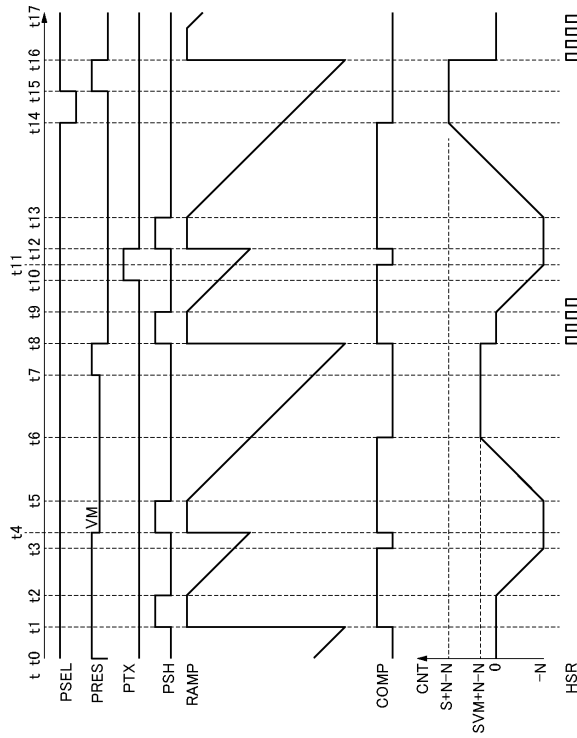 t t0 t1 t2 t3 t4 t5 t6 t7 t8 t9 t10 t11 t12 t13 t14 t15 t16 t17
PSEL
PRES
VM
PTX
PSH
RAMP
COMP
CNT
S+N-N
SVM+N-N
0
-N
HSR